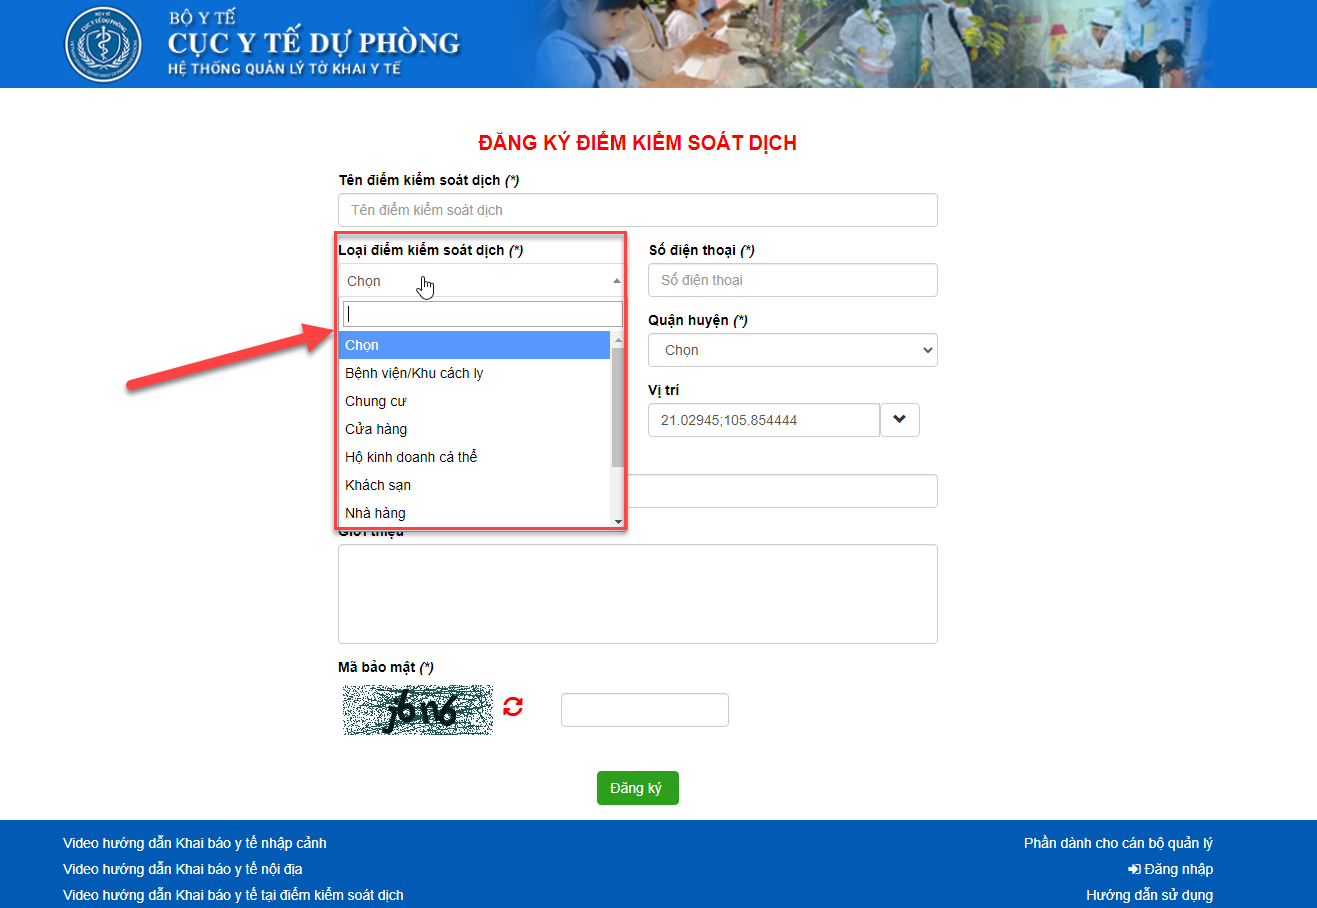 BỘ Y TẾ
CỤC Y TẾ DỰ PHÒNG
HỆ THỐNG QUẢN LÝ TỜ KHAI Y TẾ
ĐĂNG KÝ ĐIỂM KIỂM SOÁT DỊCH
Tên điểm kiểm soát dịch (*)
Tên điểm kiểm soát dịch
Loại điểm kiểm soát dịch (*)
Số điện thoại (*)
Chọn
Số điện thoại
Quận huyện (*)
Chọn
Chọn
Bệnh viện/Khu cách ly
Vị trí
Chung cư
21.02945;105.854444
Cửa hàng
Hộ kinh doanh cá thể
Khách sạn
Nhà hàng
Giới thiệu
Mã bảo mật (*)
j6n6
Đăng ký
Video hướng dẫn Khai báo y tế nhập cảnh
Phần dành cho cán bộ quản lý
Video hướng dẫn Khai báo y tế nội địa
Đăng nhập
Video hướng dẫn Khai báo y tế tại điểm kiểm soát dịch
Hướng dẫn sử dụng